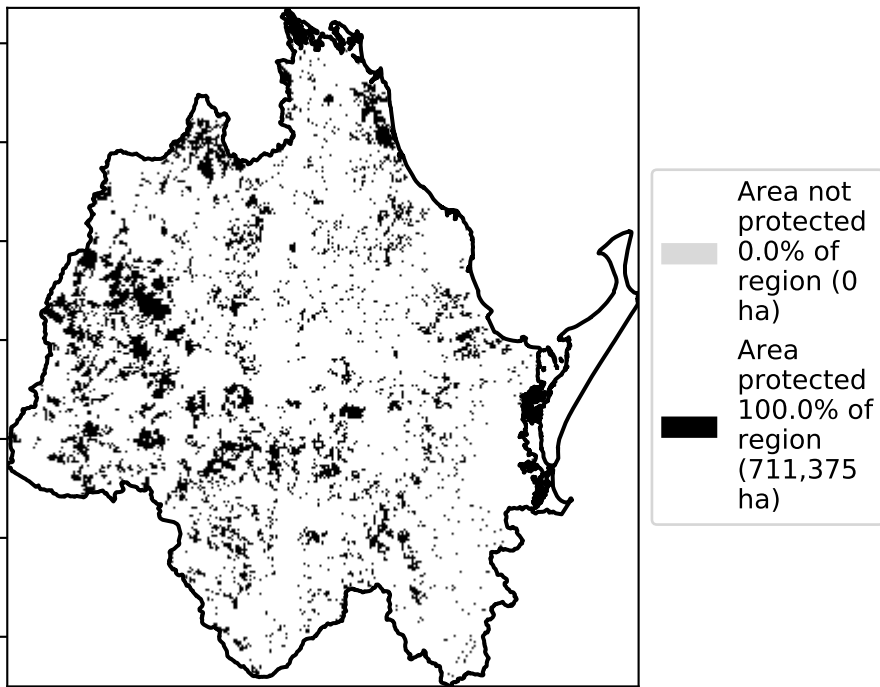 Area not
protected
0.0% of
region (0
ha)
Area
protected
100.0% of
region
(711,375
ha)